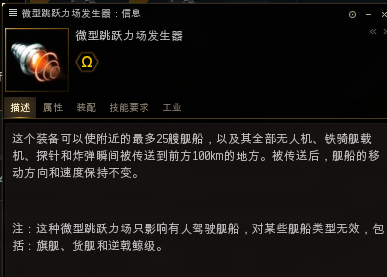 微型跳跃力场发生器：信息
微型跳跃力场发生器
Ω
描述 属性 装配 技能要求 工业
这个装备可以使附近的最多25艘舰船，以及其全部无人机、铁骑舰载
机、探针和炸弹瞬间被传送到前方100km的地方。被传送后，舰船的移
动方向和速度保持不变。
注：这种微型跳跃力场只影响有人驾驶舰船，对某些舰船类型无效，包
括：旗舰、货舰和逆戟鲸级。